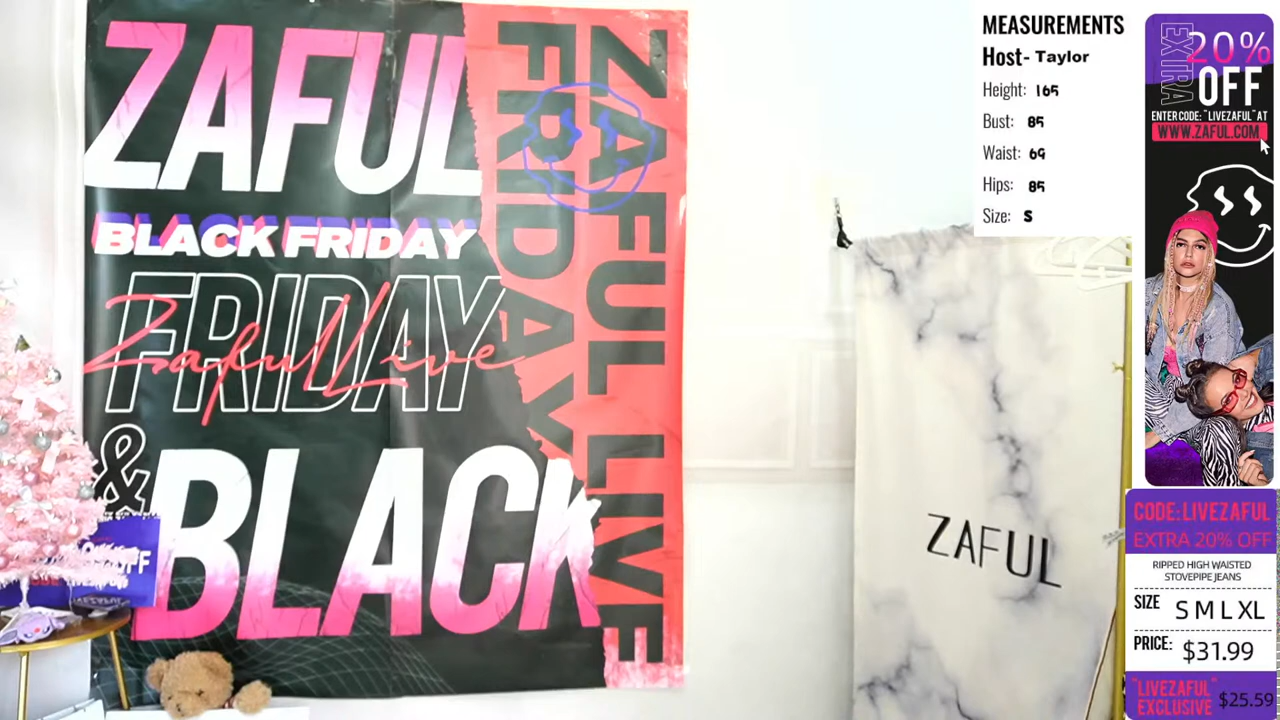 ZAFUL
BLACK FRIDAY
FRIDAY
Zaful Live
&
BLACK
ZAFUL LIVE
FRIDAY
ZAFUL
MEASUREMENTS
Host- Taylor
Height: 165
Bust: 85
Waist: 69
Hips: 85
Size: S
EXTRA
20%
OFF
ENTER CODE: "LIVEZAFUL" AT
WWW.ZAFUL.COM
CODE:LIVEZAFUL
EXTRA 20% OFF
RIPPED HIGH WAISTED
STOVEPIPE JEANS
SIZE S M L XL
PRICE: $31.99
"LIVEZAFUL"
EXCLUSIVE $25.59